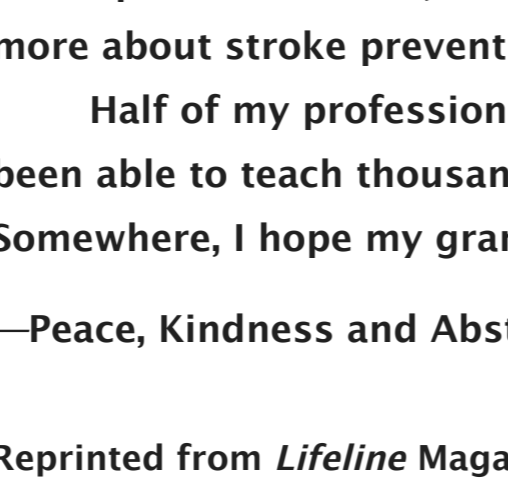 more about stroke prevent
Half of my profession
been able to teach thousan
Somewhere, I hope my gran
—Peace, Kindness and Abst
Reprinted from Lifeline Maga